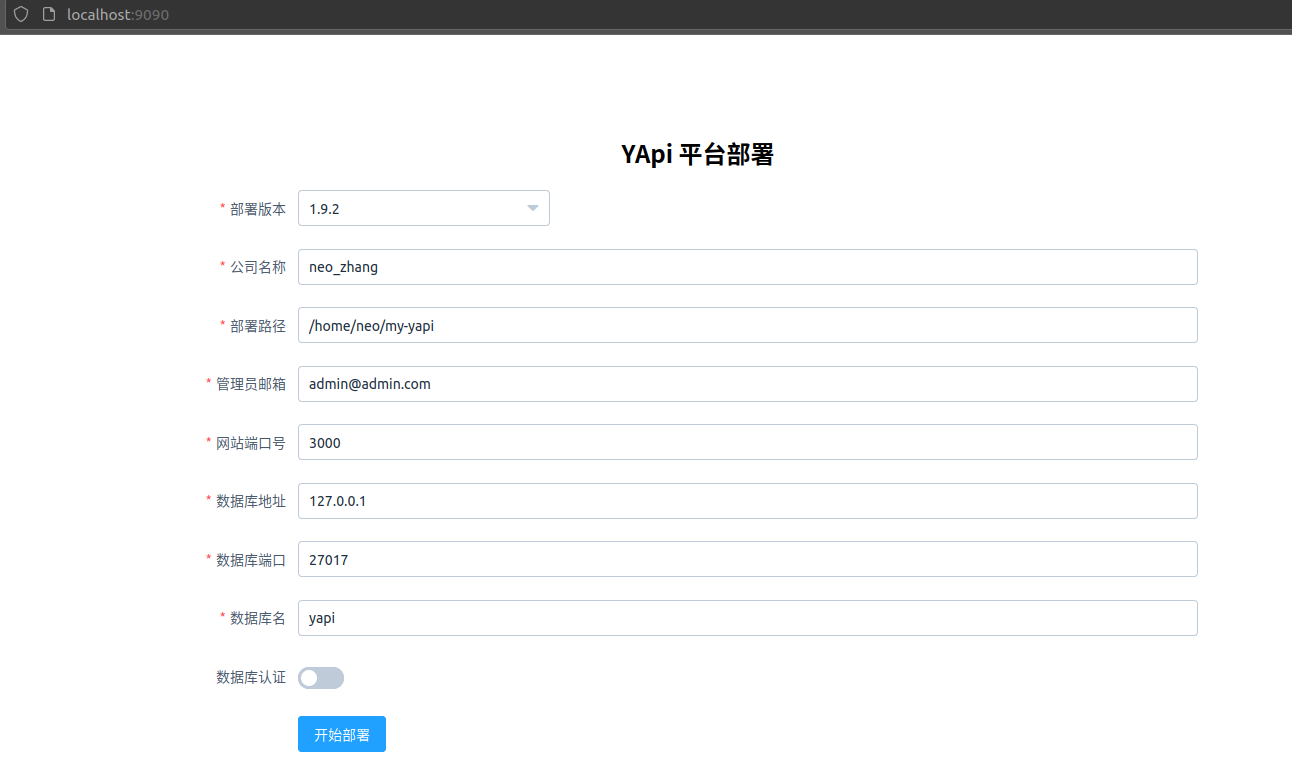 localhost:9090
YApi 平台部署
* 部署版本 1.9.2
* 公司名称 neo_zhang
* 部署路径 /home/neo/my-yapi
* 管理员邮箱 admin@admin.com
* 网站端口号 3000
* 数据库地址 127.0.0.1
* 数据库端口 27017
* 数据库名 yapi
数据库认证
开始部署